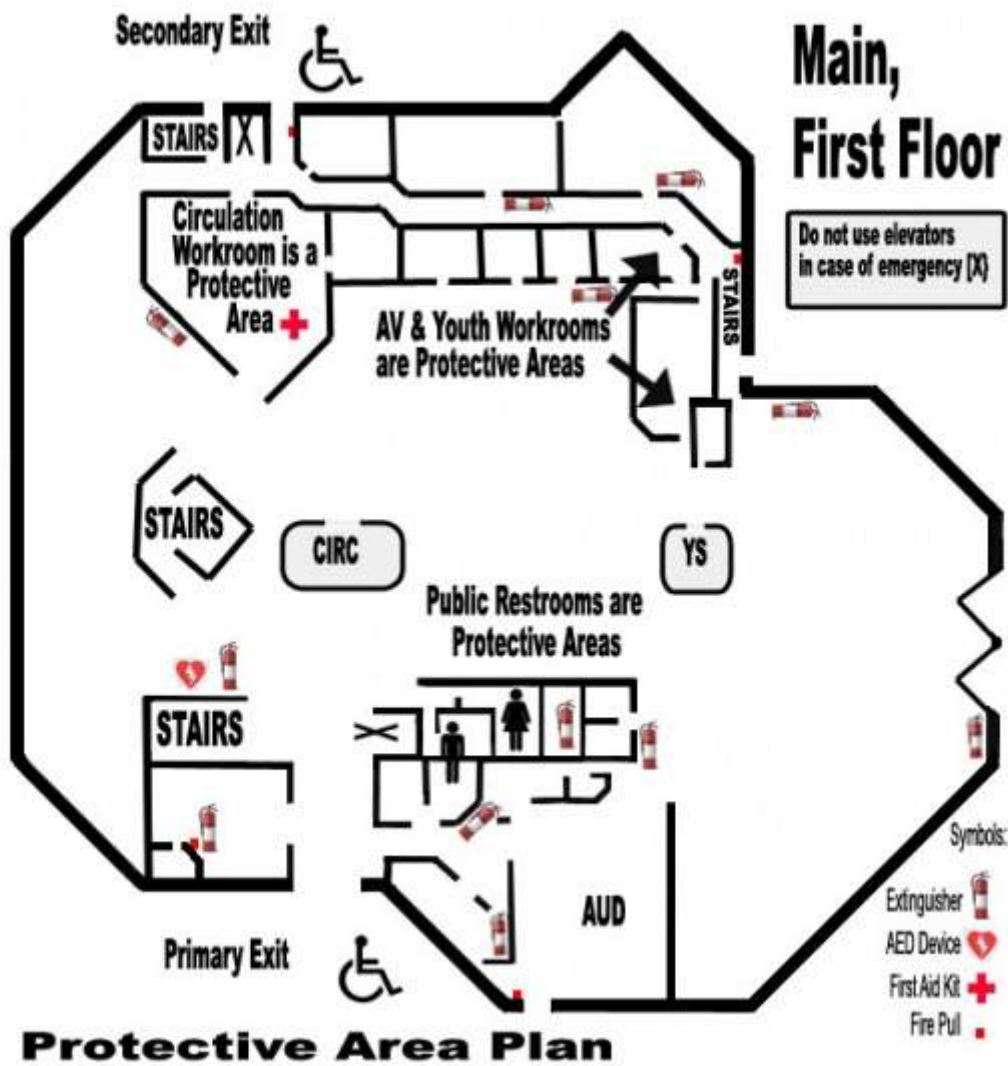 Secondary Exit
Main,
First Floor
STAIRS
X
Circulation
Workroom is a
Protective
Area
Do not use elevators
in case of emergency [X}
STAIRS
AV & Youth Workrooms
are Protective Areas
STAIRS
CIRC
YS
Public Restrooms are
Protective Areas
STAIRS
X
AUD
Symbols:
Extinguisher
AED Device
First Aid Kit
Fire Pull
Primary Exit
Protective Area Plan